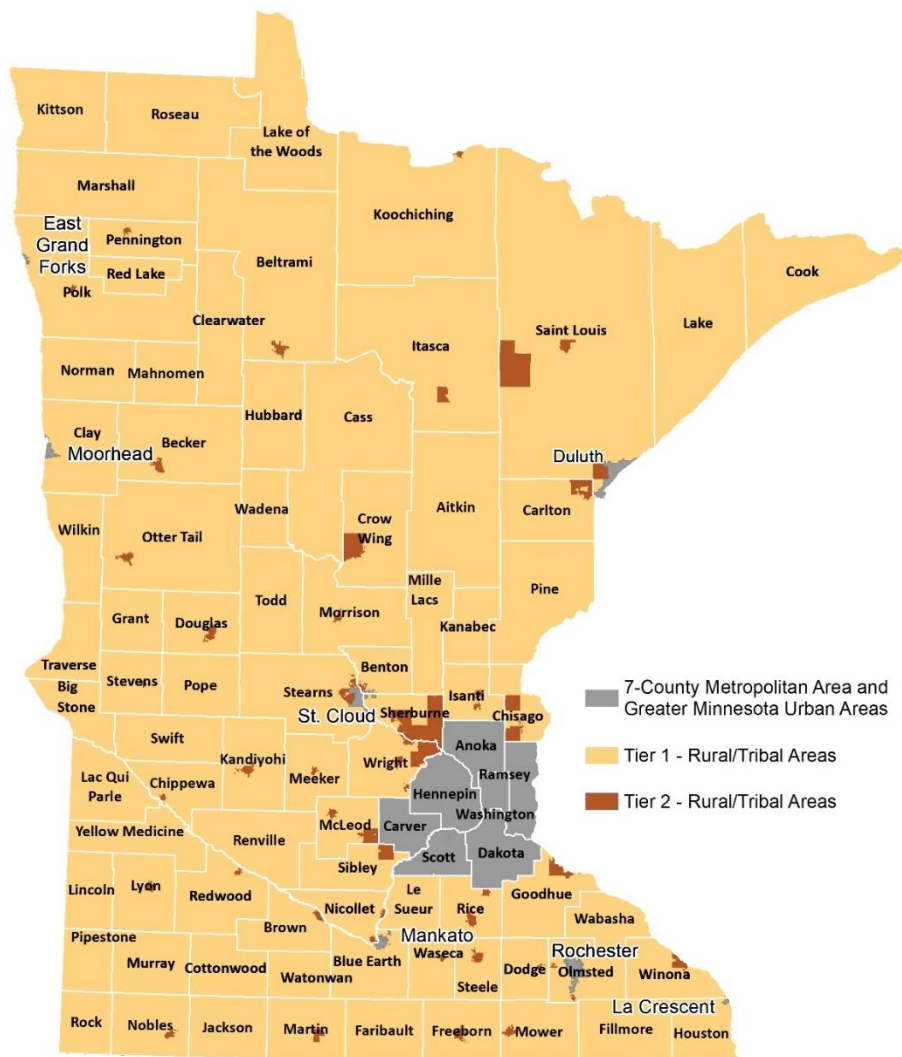 Kittson
Roseau
Lake of
the Woods
Marshall
Koochiching
East
Grand
Forks
Pennington
Red Lake
Polk
Beltrami
Clearwater
Cook
Lake
Saint Louis
Itasca
Norman
Mahnomen
Hubbard
Cass
Clay
Moorhead
Becker
Duluth
Wilkin
Otter Tail
Wadena
Crow
Wing
Aitkin
Carlton
Pine
Mille
Lacs
Kanabec
Grant
Douglas
Todd
Morrison
Traverse
Big
Stone
Stevens
Pope
Stearns
Benton
St. Cloud
Sherburne
Isanti
Chisago
7-County Metropolitan Area and
Greater Minnesota Urban Areas
Tier 1 - Rural/Tribal Areas
Tier 2 - Rural/Tribal Areas
Swift
Kandiyohi
Meeker
Wright
Anoka
Ramsey
Hennepin
Washington
Lac Qui
Parle
Chippewa
Yellow Medicine
Renville
McLeod
Carver
Scott
Dakota
Sibley
Lincoln
Lyon
Redwood
Nicollet
Le
Sueur
Rice
Goodhue
Wabasha
Brown
Mankato
Pipestone
Murray
Cottonwood
Watonwan
Blue Earth
Waseca
Steele
Dodge
Rochester
Olmsted
Winona
La Crescent
Rock
Nobles
Jackson
Martin
Faribault
Freeborn
Mower
Fillmore
Houston